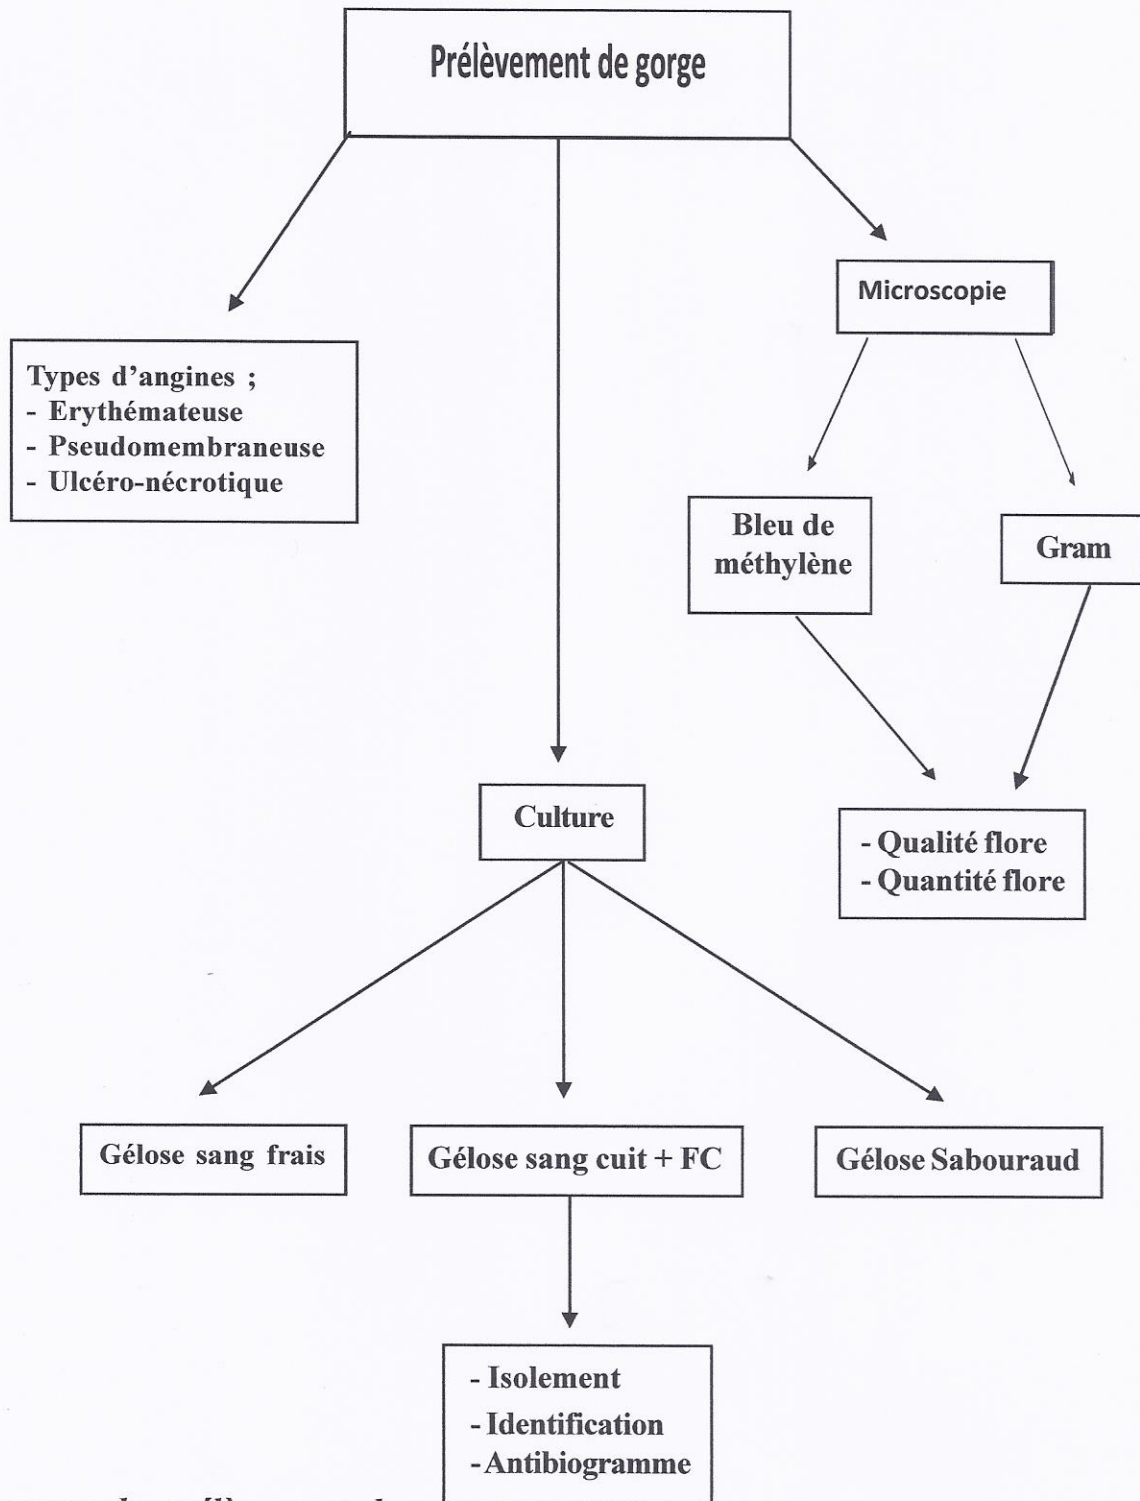 Prélèvement de gorge
Microscopie
Types d'angines ;
- Erythémateuse
- Pseudomembraneuse
- Ulcéro-nécrotique
Bleu de
méthylène
Gram
Culture
- Qualité flore
- Quantité flore
Gélose sang frais
Gélose sang cuit + FC
Gélose Sabouraud
- Isolement
- Identification
- Antibiogramme